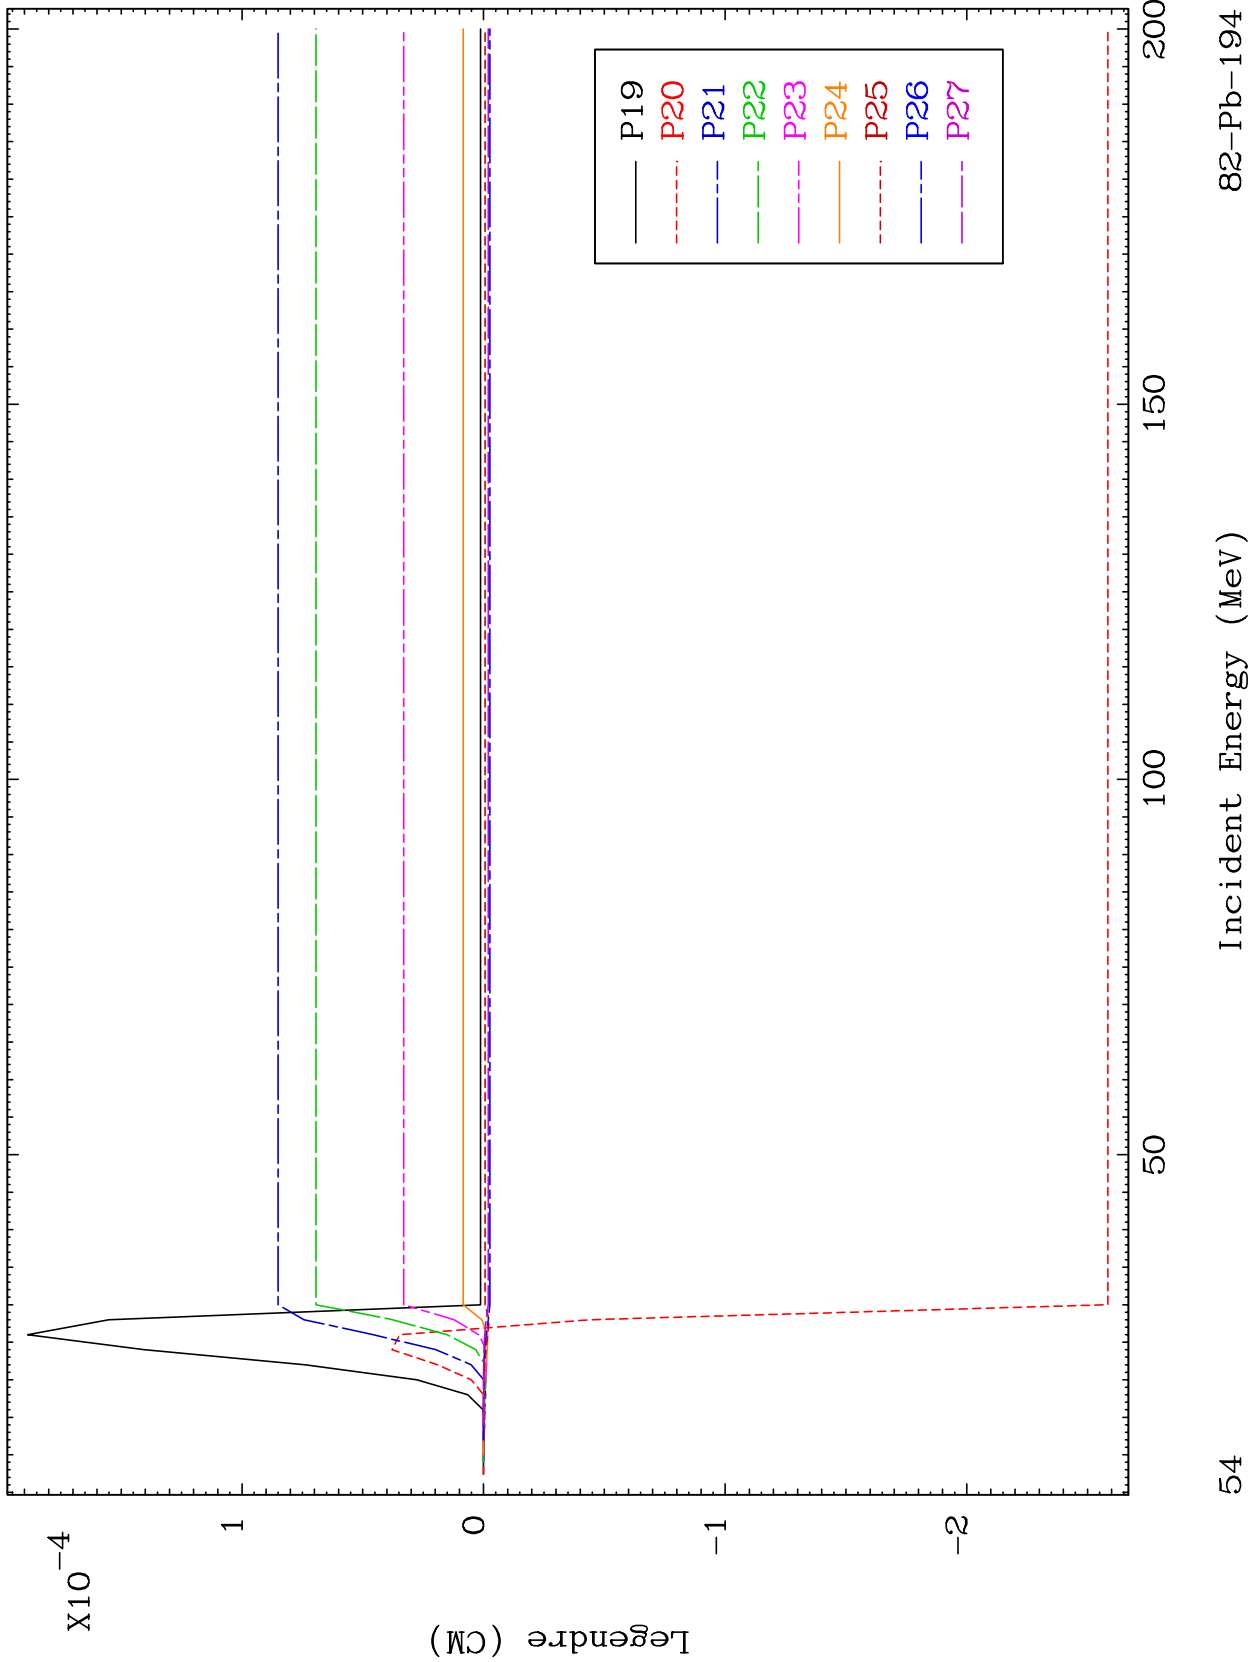 X10
-4
1
0
-1
-2
Legendre (CM)
P19
P20
P21
P22
P23
P24
P25
P26
P27
50
100
150
200
Incident Energy (MeV)
54
82-Pb-194